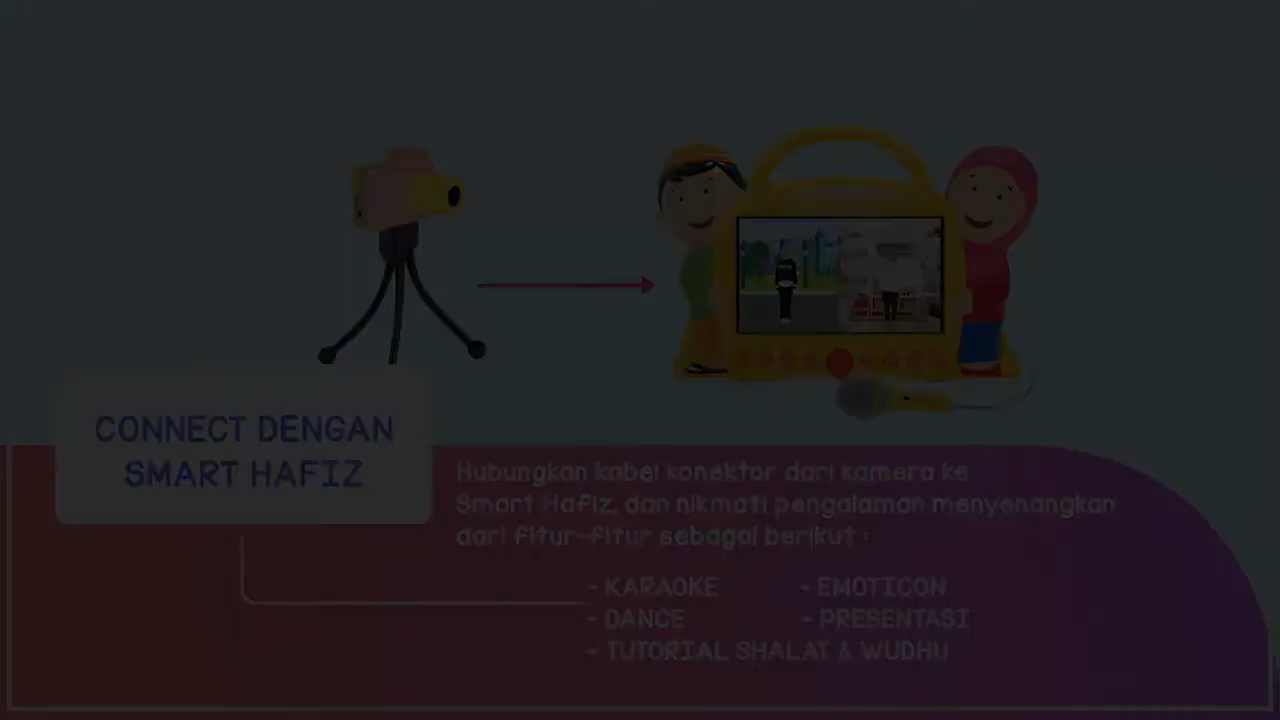 CONNECT DENGAN
SMART HAFIZ
Hubungkan kabel konektor dari kamera ke
Smart Hafiz, dan nikmati pengalaman menyenangkan
dari fitur-fitur sebagai berikut :
- KARAOKE
- EMOTICON
- DANCE
- PRESENTASI
- TUTORIAL SHALAT & WUDHU